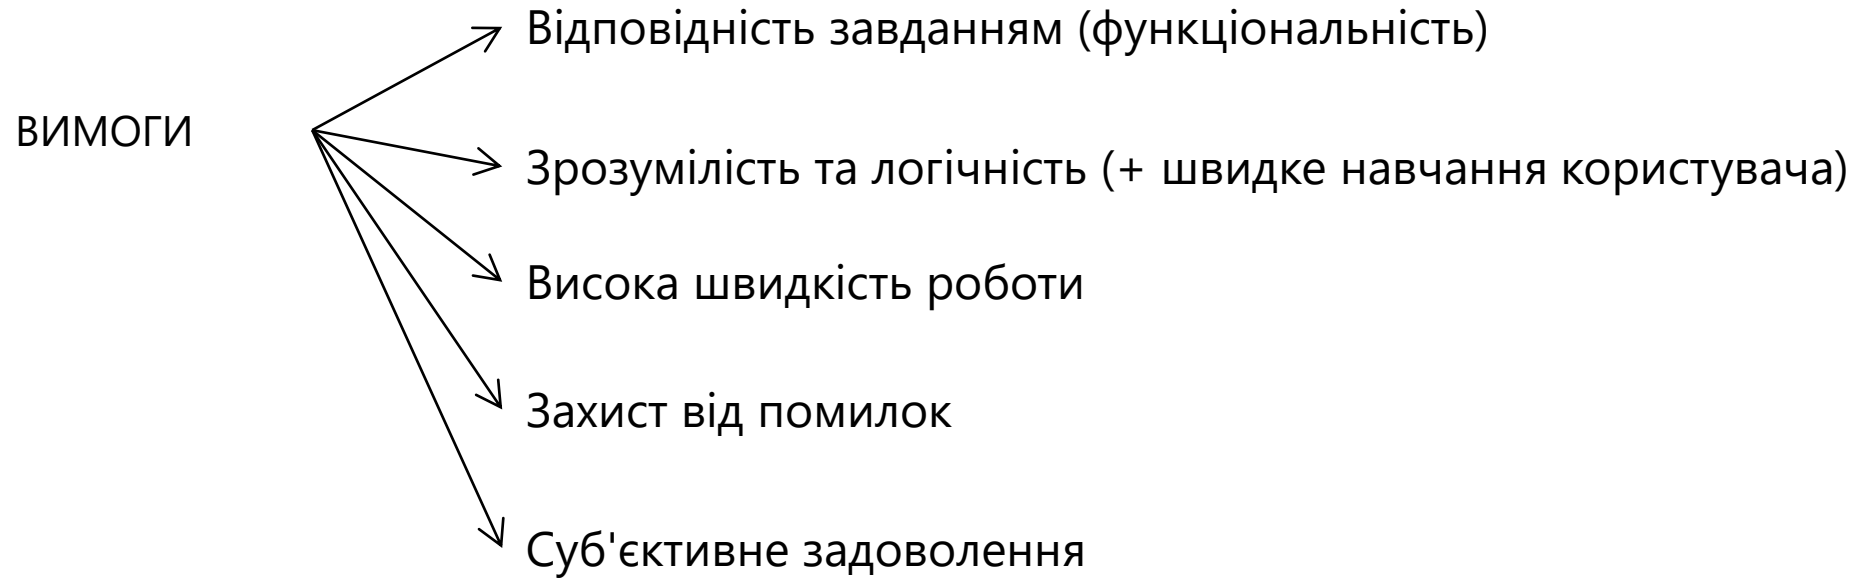 Відповідність завданням (функціональність)
ВИМОГИ
Зрозумілість та логічність (+ швидке навчання користувача)
Висока швидкість роботи
Захист від помилок
Суб'єктивне задоволення